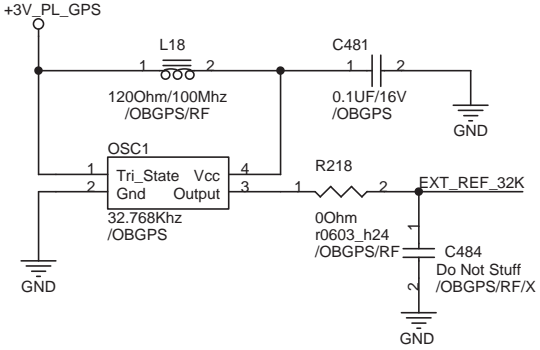 +3V_PL_GPS
L18
1 2
120Ohm/100Mhz
/OBGPS/RF
C481
1 2
0.1UF/16V
/OBGPS
GND
OSC1
1 Tri_State Vcc 4
2 Gnd Output 3
32.768Khz
/OBGPS
GND
R218
1 2
0Ohm
r0603_h24
/OBGPS/RF
EXT_REF_32K
1
2
C484
Do Not Stuff
/OBGPS/RF/X
GND